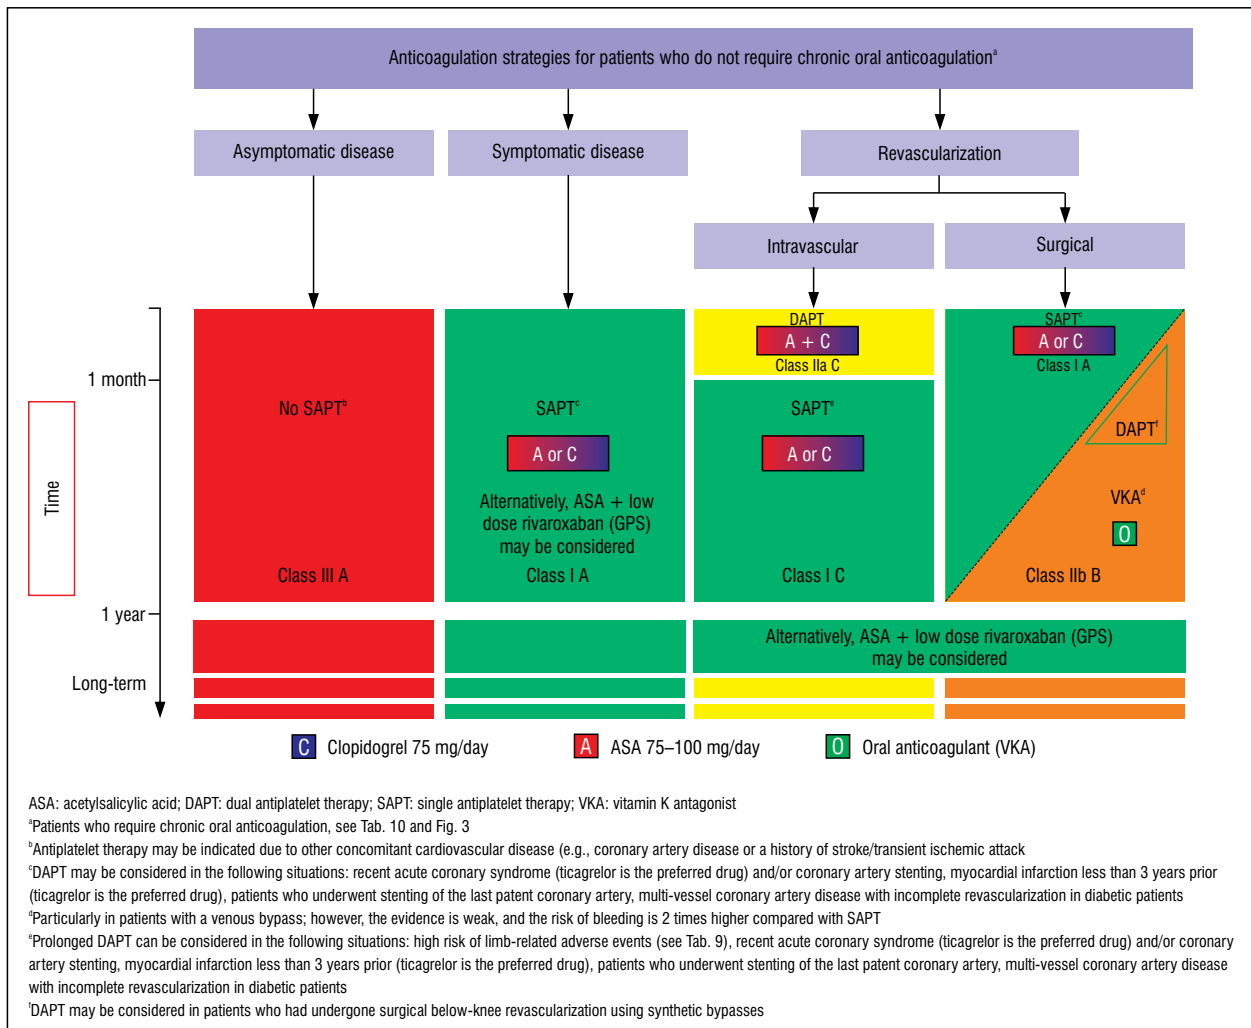 Anticoagulation strategies for patients who do not require chronic oral anticoagulationᵃ
Asymptomatic disease
Symptomatic disease
Revascularization
Intravascular
Surgical
1 month
Time
1 year
Long-term
No SAPTᵇ
Class III A
SAPTᶜ
A or C
Alternatively, ASA + low
dose rivaroxaban (GPS)
may be considered
Class I A
DAPT
A + C
Class IIa C
SAPTᵉ
A or C
Class I C
SAPTᶜ
A or C
Class I A
DAPTᶠ
VKAᵈ
O
Class IIb B
Alternatively, ASA + low dose rivaroxaban (GPS)
may be considered
C Clopidogrel 75 mg/day
A ASA 75–100 mg/day
O Oral anticoagulant (VKA)
ASA: acetylsalicylic acid; DAPT: dual antiplatelet therapy; SAPT: single antiplatelet therapy; VKA: vitamin K antagonist
ᵃPatients who require chronic oral anticoagulation, see Tab. 10 and Fig. 3
ᵇAntiplatelet therapy may be indicated due to other concomitant cardiovascular disease (e.g., coronary artery disease or a history of stroke/transient ischemic attack
ᶜDAPT may be considered in the following situations: recent acute coronary syndrome (ticagrelor is the preferred drug) and/or coronary artery stenting, myocardial infarction less than 3 years prior
(ticagrelor is the preferred drug), patients who underwent stenting of the last patent coronary artery, multi-vessel coronary artery disease with incomplete revascularization in diabetic patients
ᵈParticularly in patients with a venous bypass; however, the evidence is weak, and the risk of bleeding is 2 times higher compared with SAPT
ᵉProlonged DAPT can be considered in the following situations: high risk of limb-related adverse events (see Tab. 9), recent acute coronary syndrome (ticagrelor is the preferred drug) and/or coronary
artery stenting, myocardial infarction less than 3 years prior (ticagrelor is the preferred drug), patients who underwent stenting of the last patent coronary artery, multi-vessel coronary artery disease
with incomplete revascularization in diabetic patients
ᶠDAPT may be considered in patients who had undergone surgical below-knee revascularization using synthetic bypasses